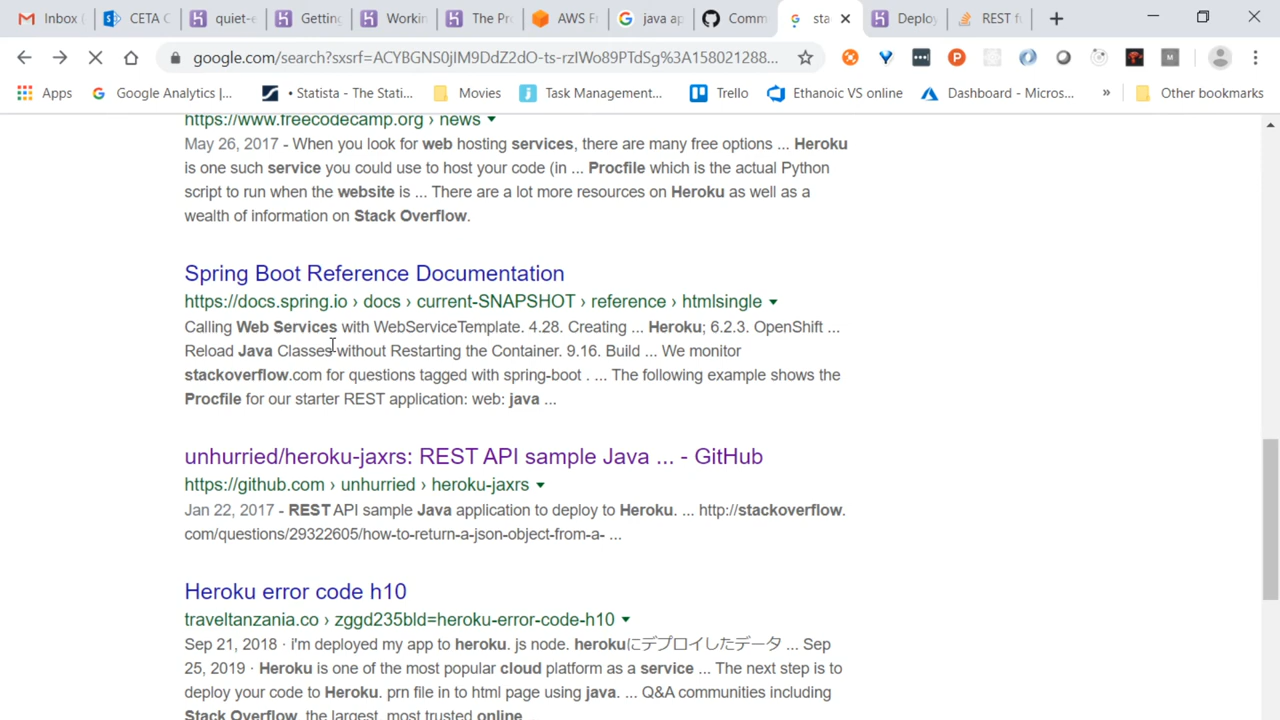 Inbox (
CETA C
quiet-e
Getting
Workin
The Pro
AWS Fr
java ap
Comm
sta
Deploy
REST fu
google.com/search?sxsrf=ACYBGNS0jIM9DdZ2dO-ts-rzIWo89PTdSg%3A158021288...
Apps
Google Analytics |...
• Statista - The Stati...
Movies
Task Management...
Trello
Ethanoic VS online
Dashboard - Micros...
»
Other bookmarks
https://www.freecodecamp.org › news
May 26, 2017 - When you look for web hosting services, there are many free options ... Heroku
is one such service you could use to host your code (in ... Procfile which is the actual Python
script to run when the website is ... There are a lot more resources on Heroku as well as a
wealth of information on Stack Overflow.
Spring Boot Reference Documentation
https://docs.spring.io › docs › current-SNAPSHOT › reference › htmlsingle
Calling Web Services with WebServiceTemplate. 4.28. Creating ... Heroku; 6.2.3. OpenShift ...
Reload Java Classes without Restarting the Container. 9.16. Build ... We monitor
stackoverflow.com for questions tagged with spring-boot . ... The following example shows the
Procfile for our starter REST application: web: java ...
unhurried/heroku-jaxrs: REST API sample Java ... - GitHub
https://github.com › unhurried › heroku-jaxrs
Jan 22, 2017 - REST API sample Java application to deploy to Heroku. ... http://stackoverflow.
com/questions/29322605/how-to-return-a-json-object-from-a- ...
Heroku error code h10
traveltanzania.co › zggd235bld=heroku-error-code-h10
Sep 21, 2018 · i'm deployed my app to heroku. js node. herokuにデプロイしたデータ ... Sep
25, 2019 · Heroku is one of the most popular cloud platform as a service ... The next step is to
deploy your code to Heroku. prn file in to html page using java. ... Q&A communities including
Stack Overflow, the largest, most trusted online